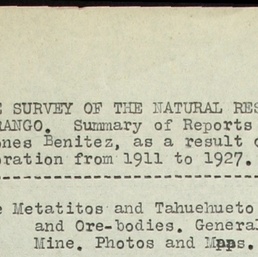 SURVEY OF THE NATURAL RES
RANGO. Summary of Reports
ones Benitez, as a result o
oration from 1911 to 1927.
Metatitos and Tahuehueto
and Ore-bodies. General
Mine. Photos and Maps.